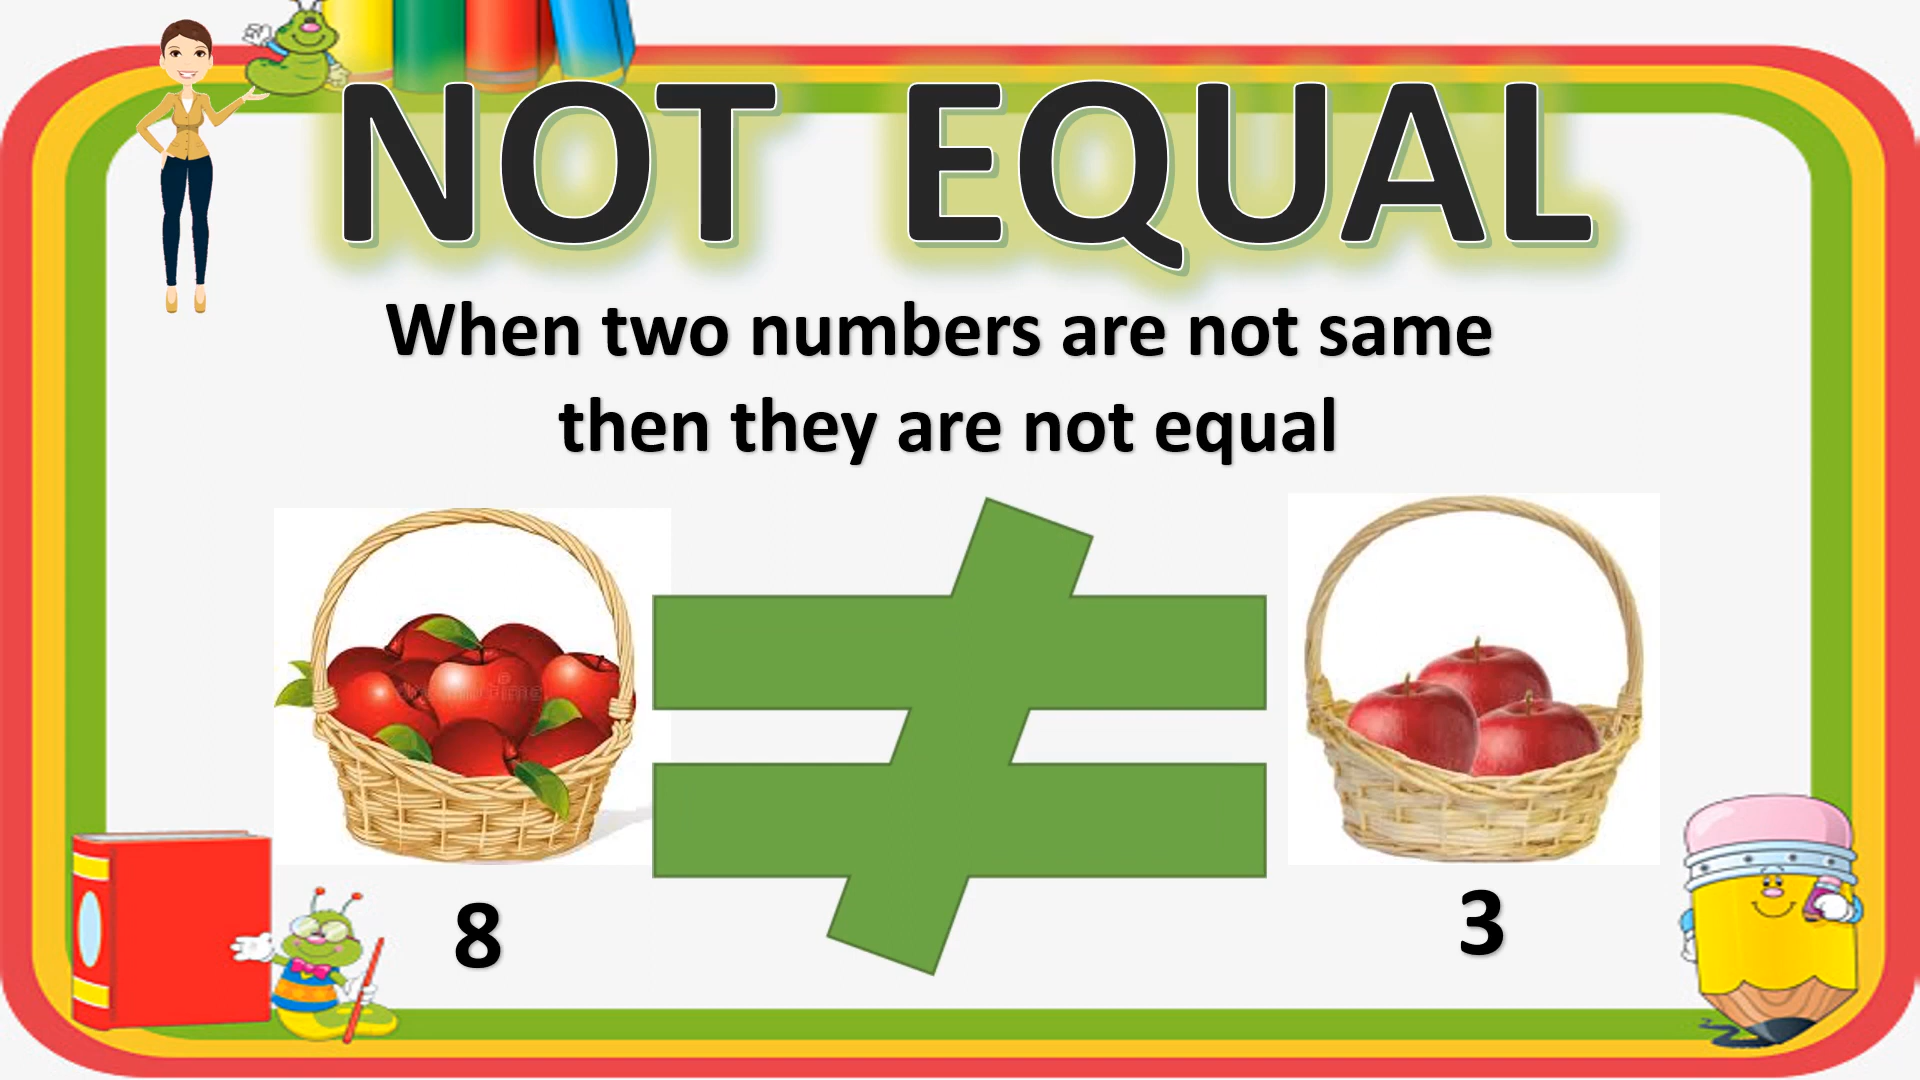 NOT EQUAL
When two numbers are not same
then they are not equal
8
3